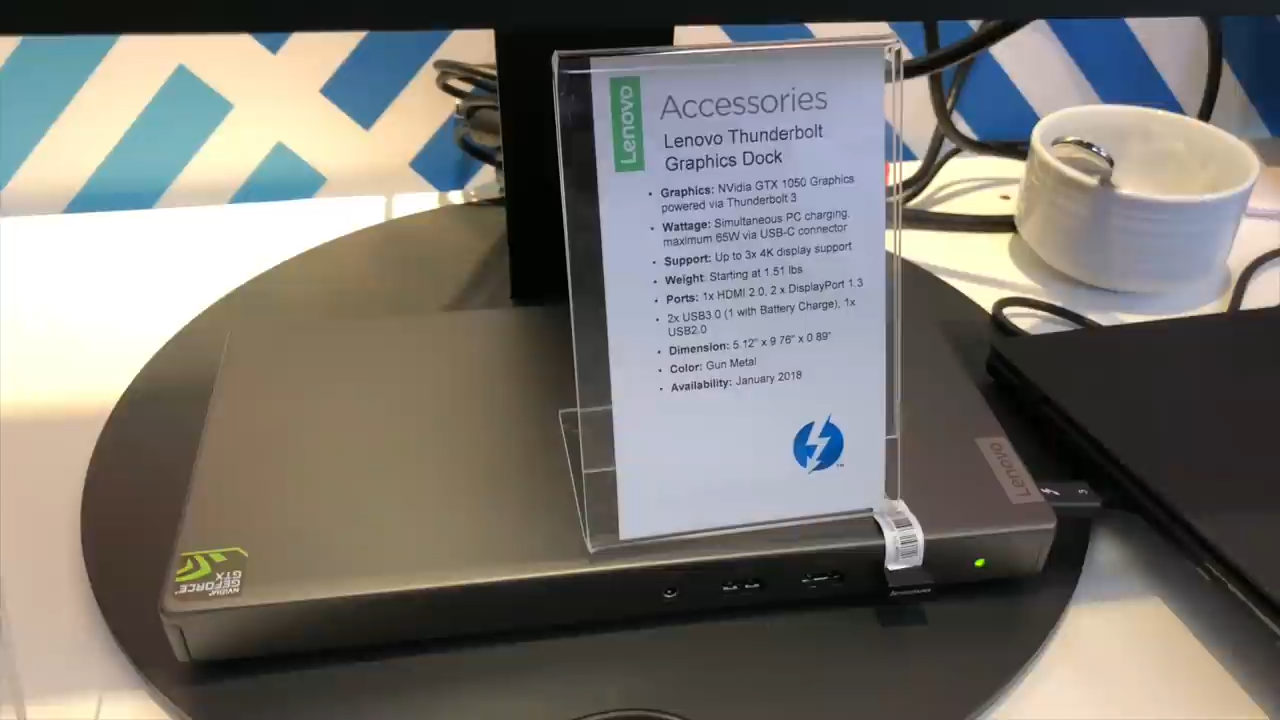 Lenovo
Accessories
Lenovo Thunderbolt
Graphics Dock
• Graphics: NVidia GTX 1050 Graphics
powered via Thunderbolt 3
• Wattage: Simultaneous PC charging,
maximum 65W via USB-C connector
• Support: Up to 3x 4K display support
• Weight: Starting at 1.51 lbs
• Ports: 1x HDMI 2.0, 2 x DisplayPort 1.3
• 2x USB3.0 (1 with Battery Charge), 1x
USB2.0
• Dimension: 5.12" x 9.76" x 0.89"
• Color: Gun Metal
• Availability: January 2018
TM
Lenovo
3
NVIDIA
GEFORCE
GTX